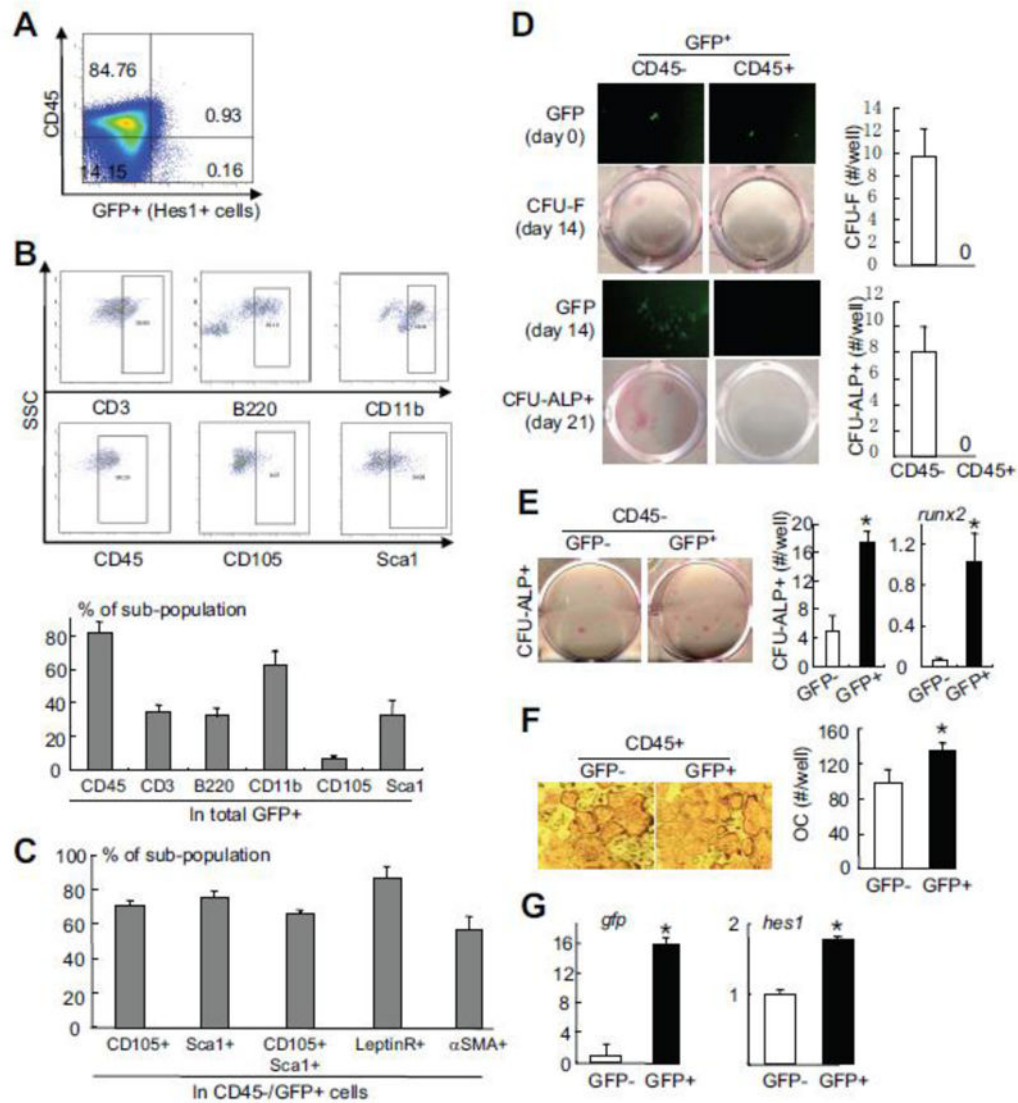 A
84.76
0.93
14.15
0.16
CD45
GFP+ (Hes1+ cells)
B
SSC
CD3
B220
CD11b
CD45
CD105
Sca1
% of sub-population
80
60
40
20
0
CD45
CD3
B220
CD11b
CD105
Sca1
In total GFP+
C
% of sub-population
100
80
60
40
20
0
CD105+
Sca1+
CD105+
Sca1+
LeptinR+
αSMA+
In CD45-/GFP+ cells
D
GFP+
CD45-
CD45+
GFP
(day 0)
CFU-F
(day 14)
GFP
(day 14)
CFU-ALP+
(day 21)
CFU-F (#/well)
14
12
10
8
6
4
2
0
0
CFU-ALP+ (#/well)
12
10
8
6
4
2
0
0
CD45-
CD45+
E
CD45-
GFP-
GFP+
CFU-ALP+
CFU-ALP+ (#/well)
20
16
12
8
4
0
*
GFP-
GFP+
runx2
1.2
0.8
0.4
0
*
GFP-
GFP+
F
CD45+
GFP-
GFP+
OC (#/well)
160
120
80
40
0
*
GFP-
GFP+
G
gfp
16
12
8
4
0
*
GFP-
GFP+
hes1
2
1
*
GFP-
GFP+